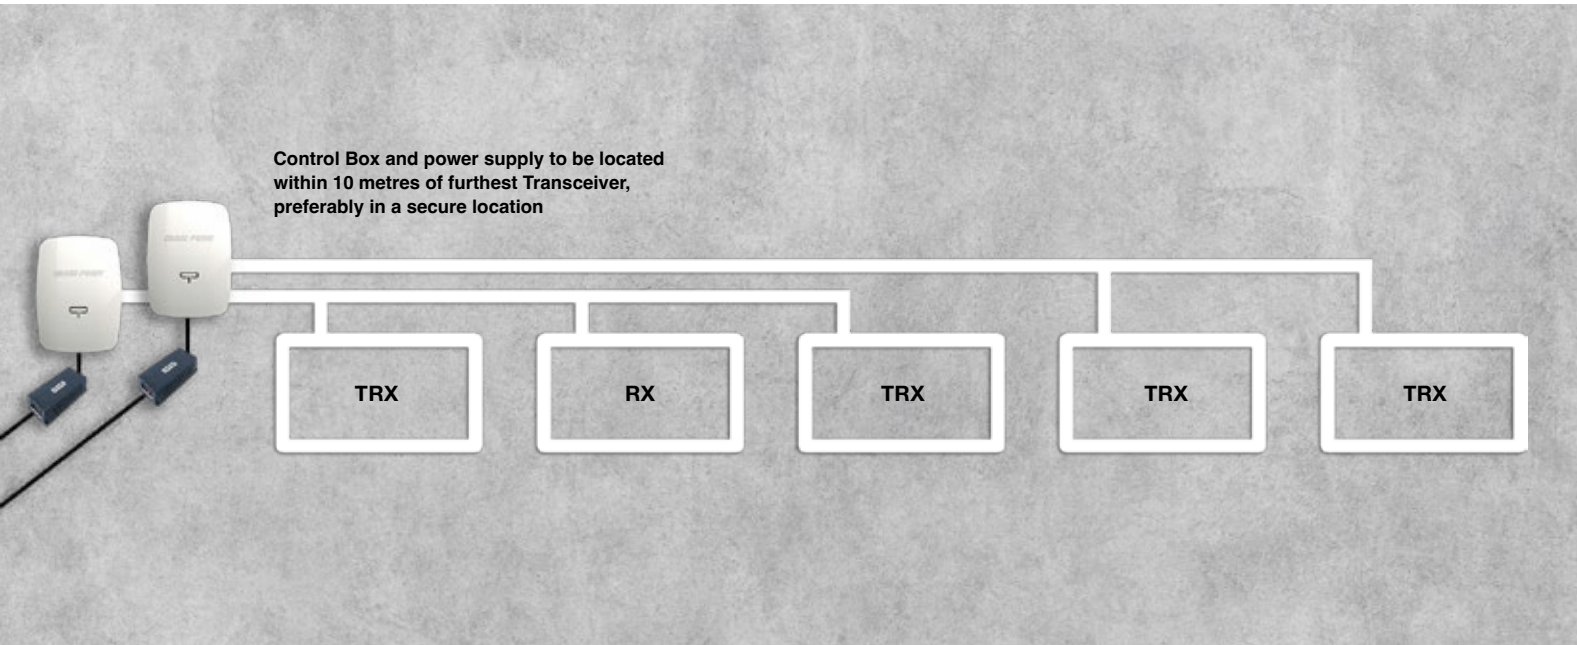 Control Box and power supply to be located
within 10 metres of furthest Transceiver,
preferably in a secure location
TRX
RX
TRX
TRX
TRX